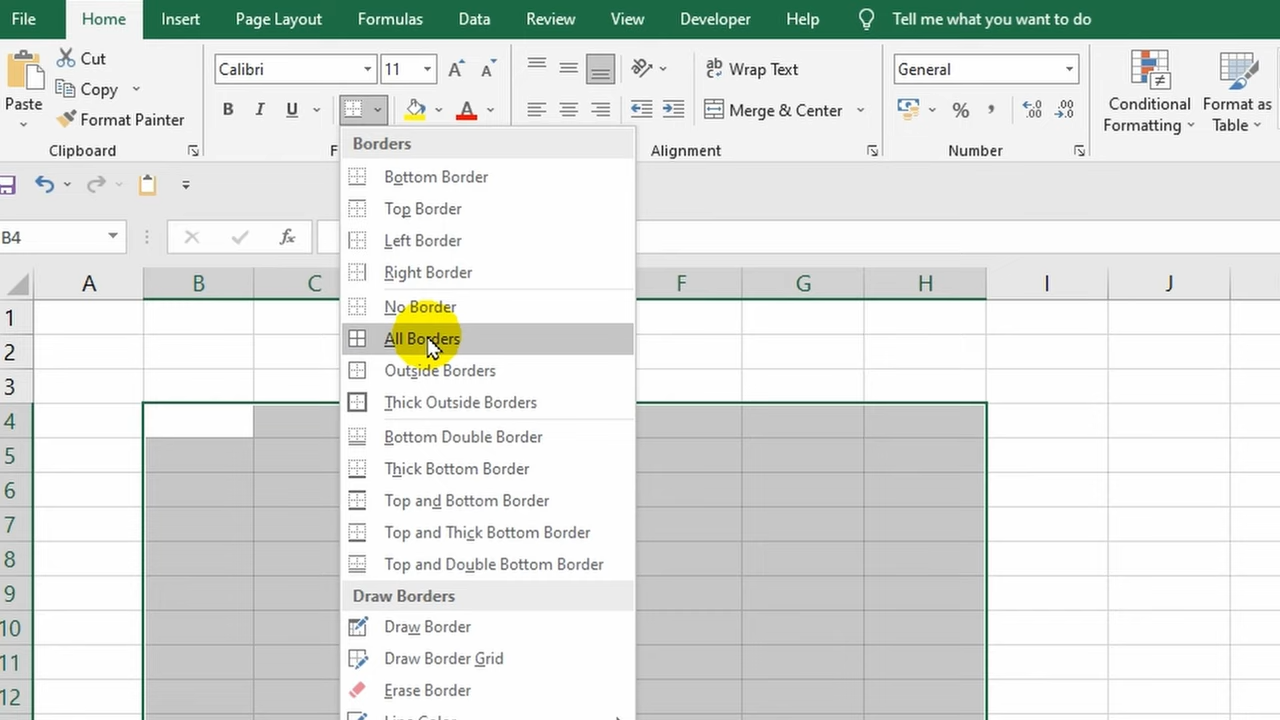 File Home Insert Page Layout Formulas Data Review View Developer Help Tell me what you want to do
Paste
Cut
Copy
Format Painter
Clipboard
Calibri 11
B I U
F
Wrap Text
Merge & Center
Alignment
General
% ,
Number
Conditional
Formatting
Format as
Table
B4 fx
A B C F G H I J
1
2
3
4
5
6
7
8
9
10
11
12
Borders
Bottom Border
Top Border
Left Border
Right Border
No Border
All Borders
Outside Borders
Thick Outside Borders
Bottom Double Border
Thick Bottom Border
Top and Bottom Border
Top and Thick Bottom Border
Top and Double Bottom Border
Draw Borders
Draw Border
Draw Border Grid
Erase Border